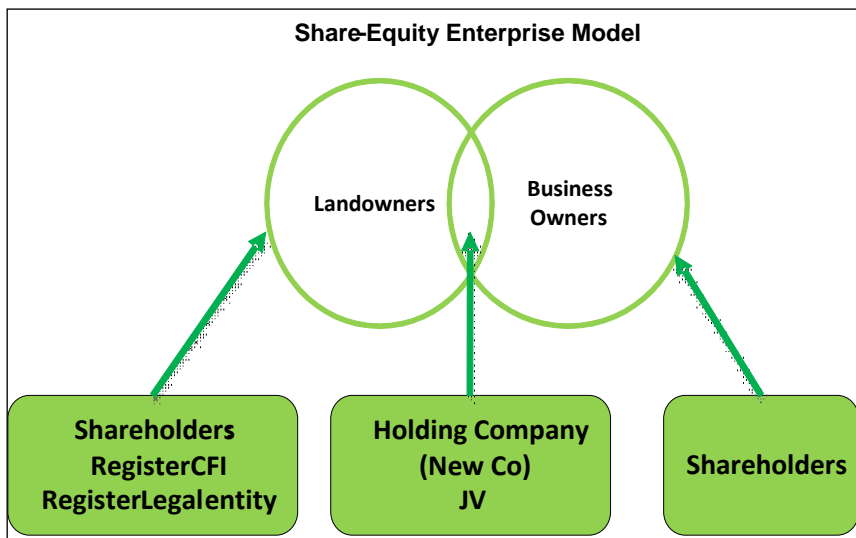 Share-Equity Enterprise Model
Landowners
Business
Owners
Shareholders
RegisterCFI
RegisterLegalentity
Holding Company
(New Co)
JV
Shareholders